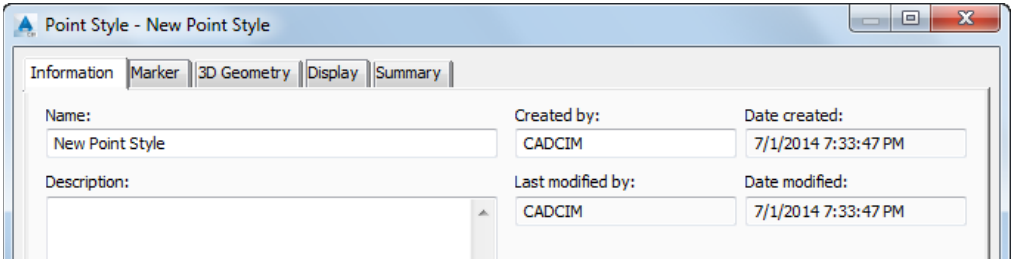 Point Style - New Point Style
Information Marker 3D Geometry Display Summary
Name: Created by: Date created:
New Point Style CADCIM 7/1/2014 7:33:47 PM
Description: Last modified by: Date modified:
CADCIM 7/1/2014 7:33:47 PM